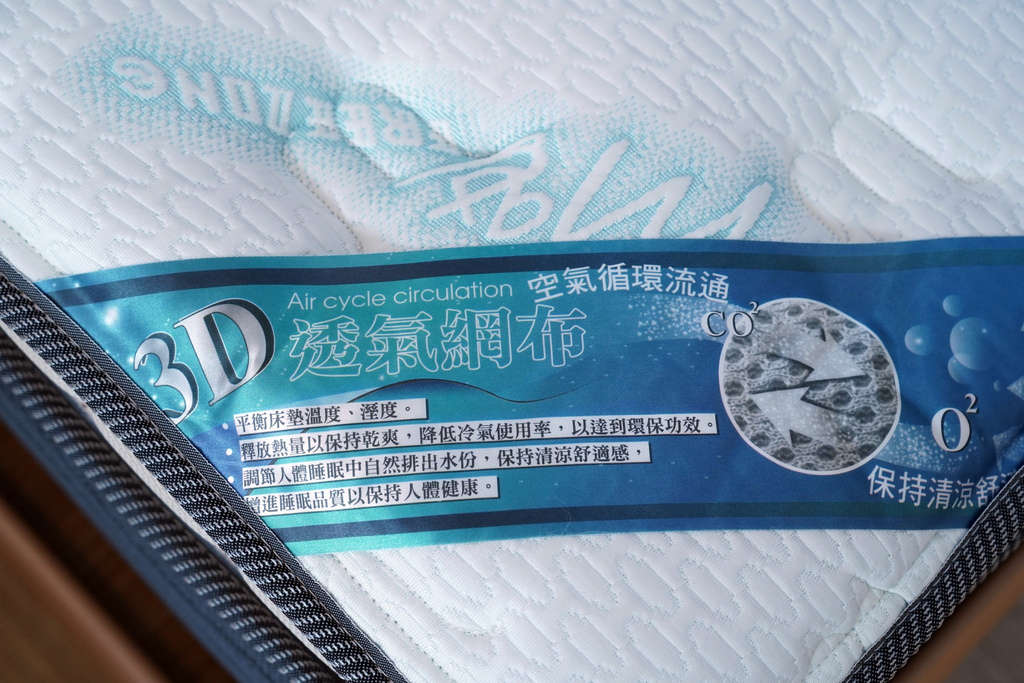 Air cycle circulation 空氣循環流通
3D 透氣網布
CO²
O²
平衡床墊溫度、溼度。
釋放熱量以保持乾爽，降低冷氣使用率，以達到環保功效。
調節人體睡眠中自然排出水份，保持清涼舒適感，
增進睡眠品質以保持人體健康。
保持清涼舒